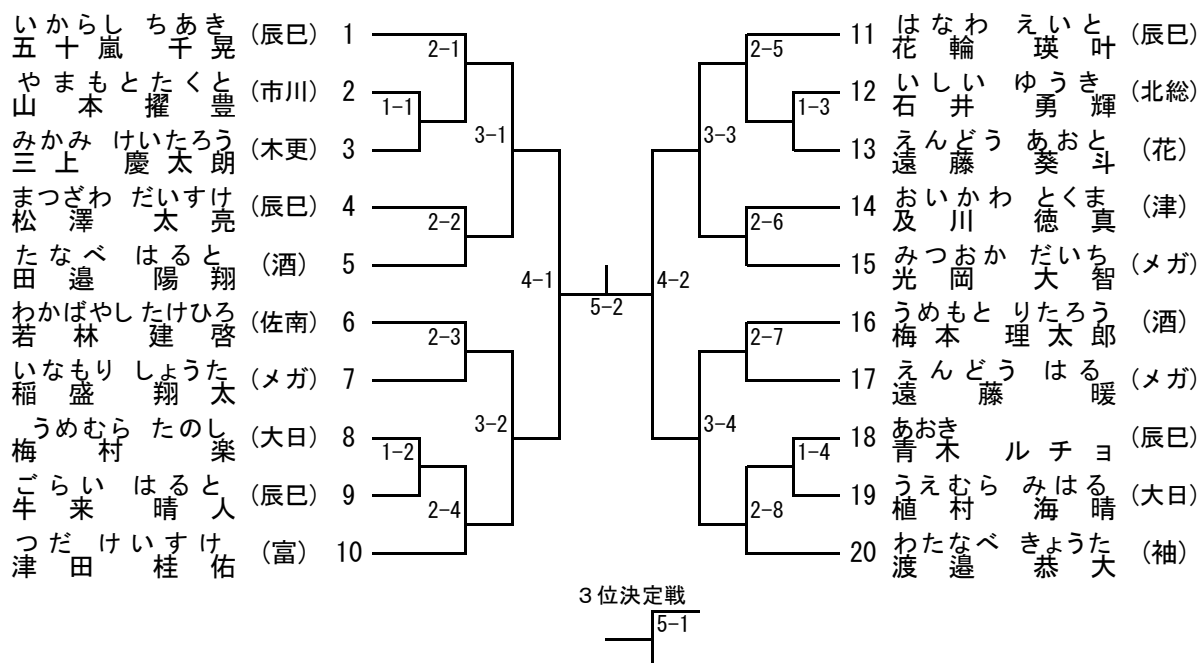 いからし ちあき
五十嵐 千晃 (辰巳) 1
やまもとたくと
山本擢豊 (市川) 2
みかみ けいたろう
三上 慶太朗 (木更) 3
まつざわ だいすけ
松澤 太亮 (辰巳) 4
たなべ はると
田邉 陽翔 (酒) 5
わかばやし たけひろ
若林 建啓 (佐南) 6
いなもり しょうた
稲盛 翔太 (メガ) 7
うめむら たのし
梅村 楽 (大日) 8
ごらい はると
牛来 晴人 (辰巳) 9
つだ けいすけ
津田 桂佑 (富) 10
2-1
1-1
3-1
2-2
4-1
2-3
3-2
1-2
2-4
5-2
2-5
1-3
3-3
2-6
4-2
2-7
3-4
1-4
2-8
はなわ えいと
11 花輪 瑛叶 (辰巳)
いしい ゆうき
12 石井 勇輝 (北総)
えんどう あおと
13 遠藤 葵斗 (花)
おいかわ とくま
14 及川 徳真 (津)
みつおか だいち
15 光岡 大智 (メガ)
うめもと りたろう
16 梅本 理太郎 (酒)
えんどう はる
17 遠藤 暖 (メガ)
あおき
18 青木 ルチョ (辰巳)
うえむら みはる
19 植村 海晴 (大日)
わたなべ きょうた
20 渡邉 恭大 (袖)
３位決定戦
5-1